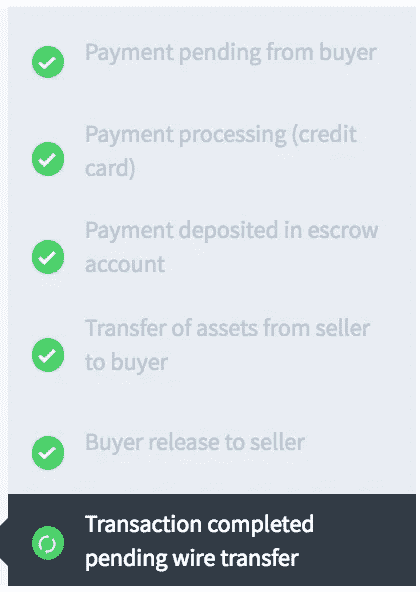 Payment pending from buyer
Payment processing (credit
card)
Payment deposited in escrow
account
Transfer of assets from seller
to buyer
Buyer release to seller
Transaction completed
pending wire transfer